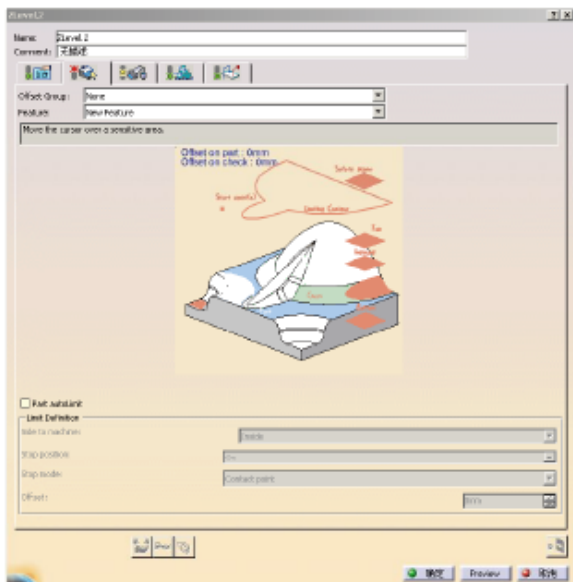 ZLevel.2
Name: ZLevel.2
Comment: 无描述
Offset Group: None
Feature: New Feature
Move the cursor over a sensitive area.
Offset on part : 0mm
Offset on check : 0mm
Safety plane
Start point(s)
Limiting Contour
Top
Part autolimit
Limit Definition
Side to machine: Inside
Stop position: On
Stop mode: Contact point
Offset: 0mm
确定 Preview 取消